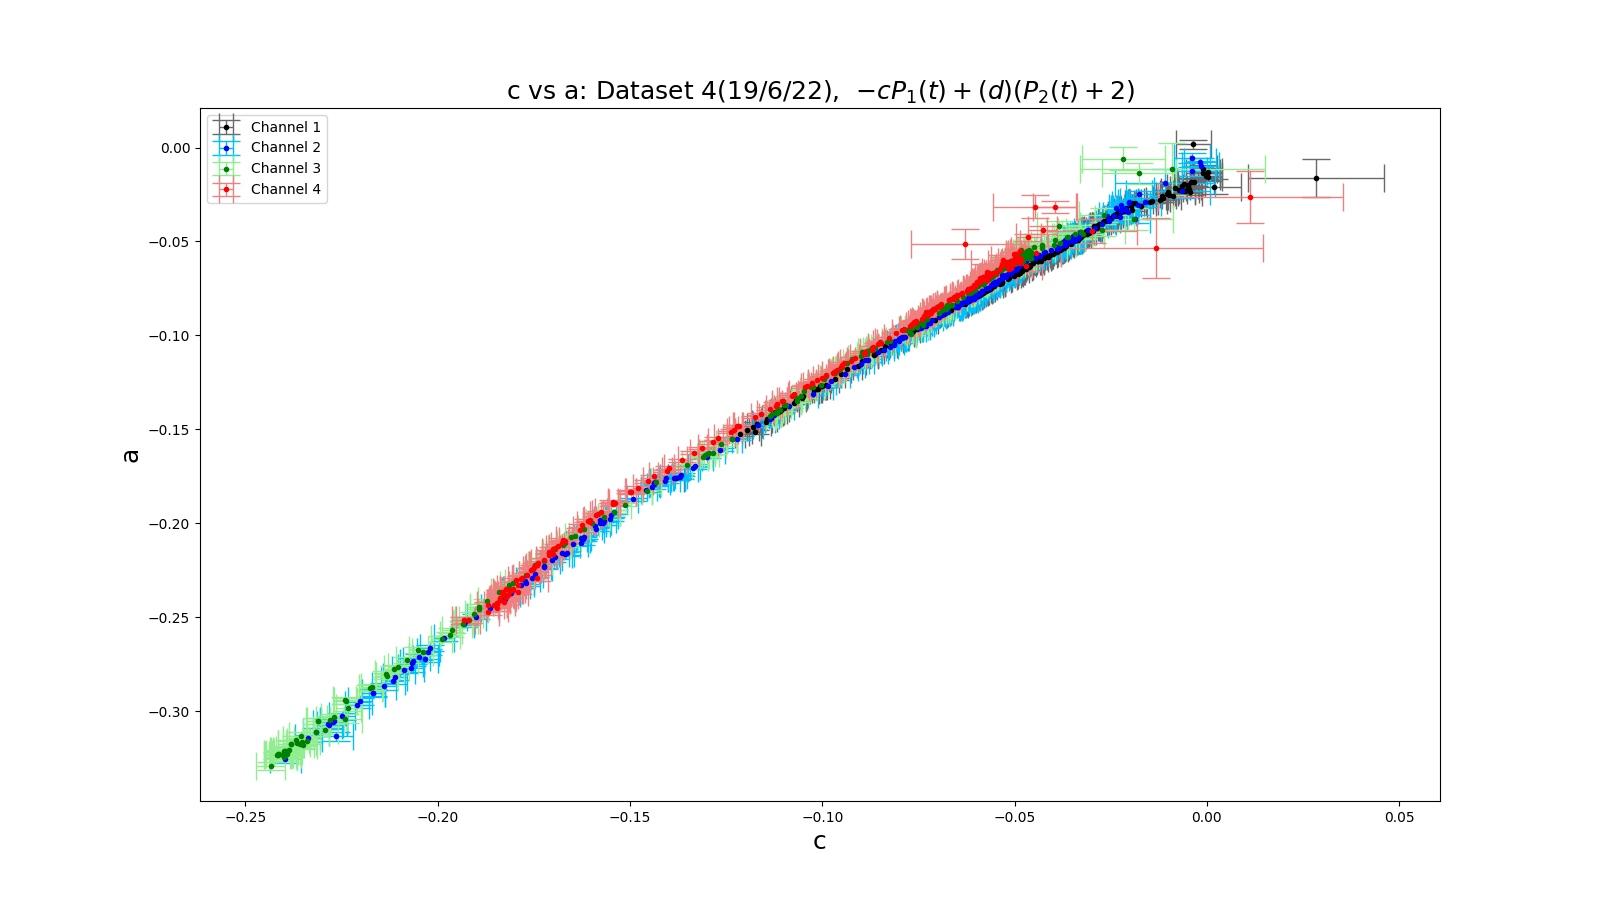 c vs a: Dataset 4(19/6/22), $-cP_1(t) + (d)(P_2(t) + 2)$
Channel 1
Channel 2
Channel 3
Channel 4
0.00
−0.05
−0.10
−0.15
−0.20
−0.25
−0.30
a
−0.25 −0.20 −0.15 −0.10 −0.05 0.00 0.05
c